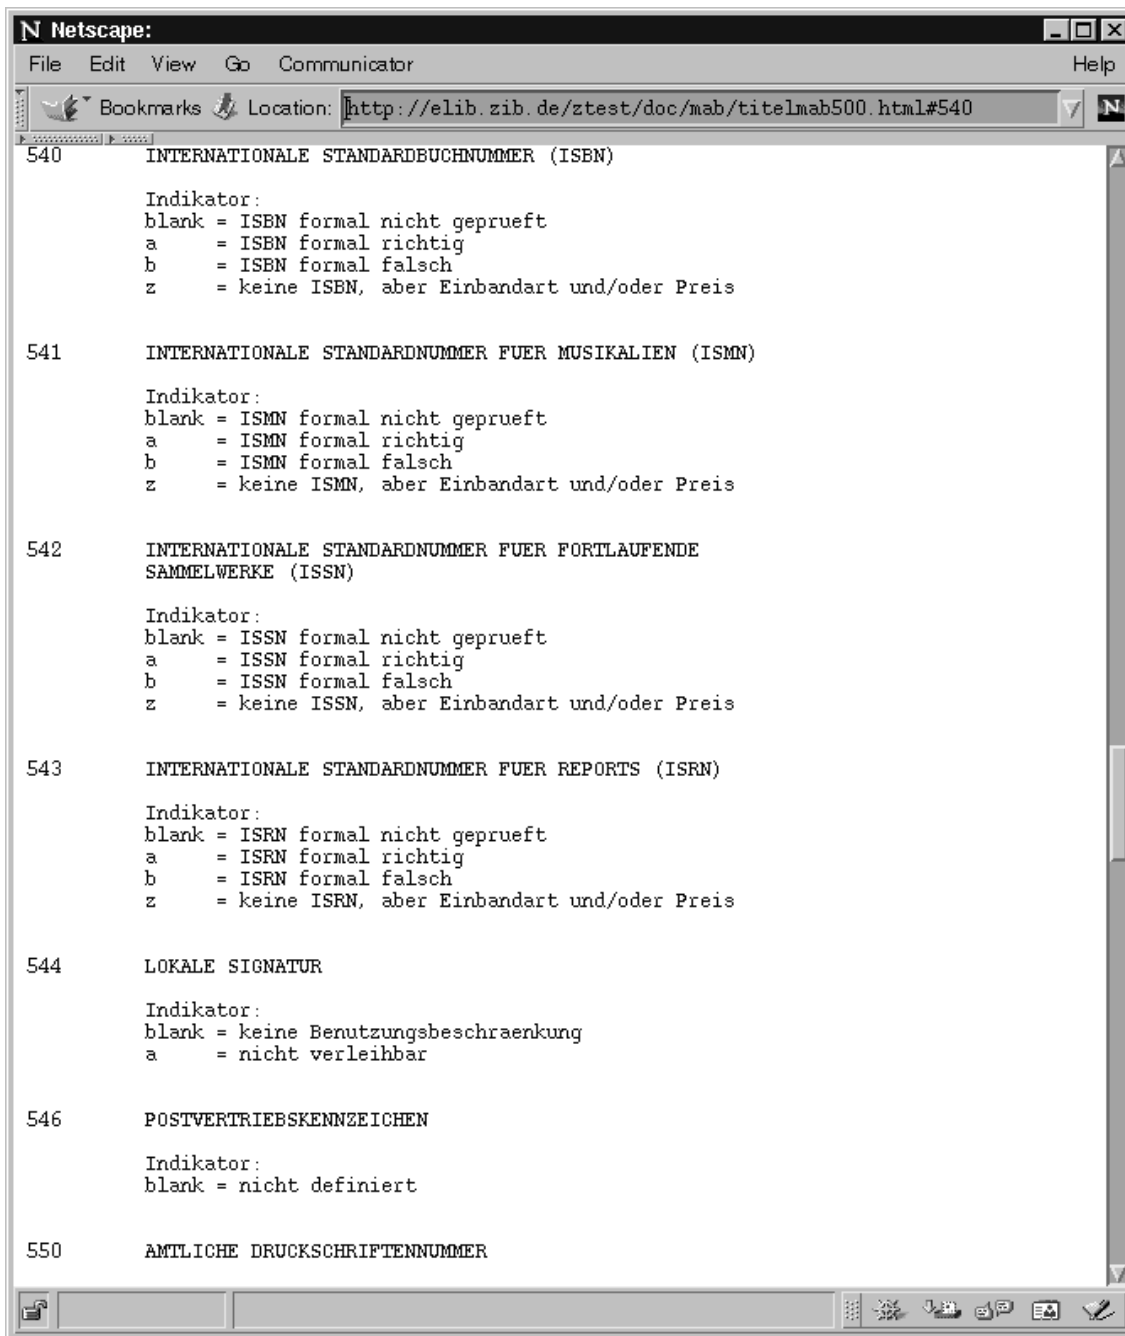 N Netscape:
File Edit View Go Communicator Help
Bookmarks Location: http://elib.zib.de/ztest/doc/mab/titelmab500.html#540 N
540 INTERNATIONALE STANDARDBUCHNUMMER (ISBN)
Indikator:
blank = ISBN formal nicht geprueft
a = ISBN formal richtig
b = ISBN formal falsch
z = keine ISBN, aber Einbandart und/oder Preis
541 INTERNATIONALE STANDARDNUMMER FUER MUSIKALIEN (ISMN)
Indikator:
blank = ISMN formal nicht geprueft
a = ISMN formal richtig
b = ISMN formal falsch
z = keine ISMN, aber Einbandart und/oder Preis
542 INTERNATIONALE STANDARDNUMMER FUER FORTLAUFENDE
SAMMELWERKE (ISSN)
Indikator:
blank = ISSN formal nicht geprueft
a = ISSN formal richtig
b = ISSN formal falsch
z = keine ISSN, aber Einbandart und/oder Preis
543 INTERNATIONALE STANDARDNUMMER FUER REPORTS (ISRN)
Indikator:
blank = ISRN formal nicht geprueft
a = ISRN formal richtig
b = ISRN formal falsch
z = keine ISRN, aber Einbandart und/oder Preis
544 LOKALE SIGNATUR
Indikator:
blank = keine Benutzungsbeschraenkung
a = nicht verleihbar
546 POSTVERTRIEBSKENNZEICHEN
Indikator:
blank = nicht definiert
550 AMTLICHE DRUCKSCHRIFTENNUMMER